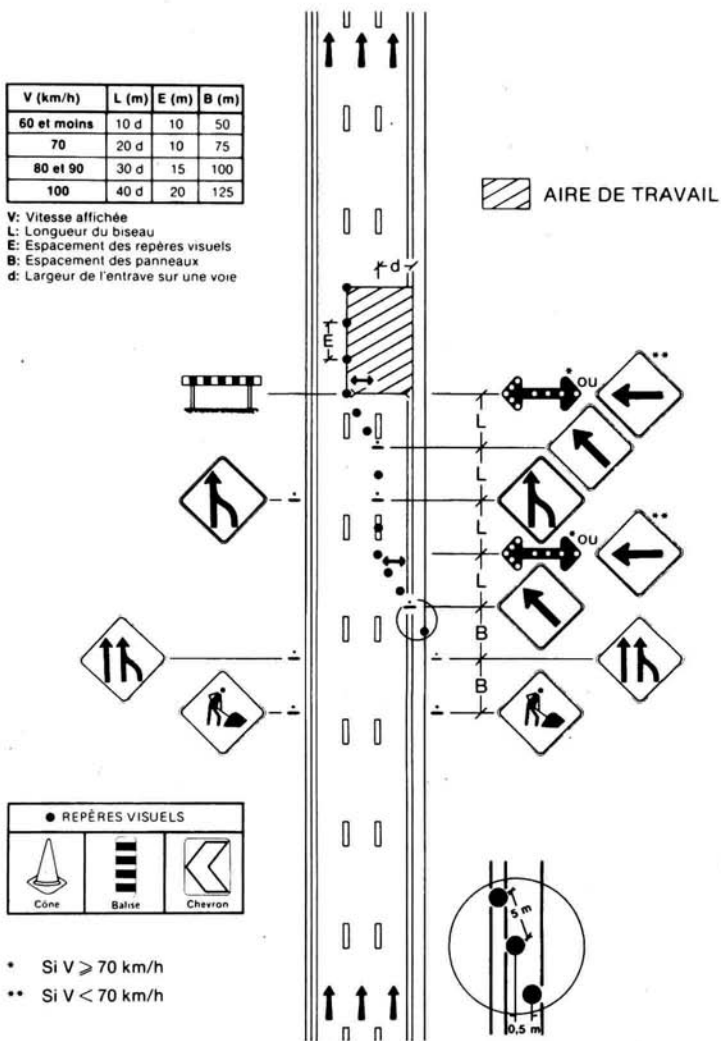 V (km/h) L (m) E (m) B (m)
60 et moins 10 d 10 50
70 20 d 10 75
80 et 90 30 d 15 100
100 40 d 20 125
V: Vitesse affichée
L: Longueur du biseau
E: Espacement des repères visuels
B: Espacement des panneaux
d: Largeur de l'entrave sur une voie
AIRE DE TRAVAIL
d
E
* ou **
L
L
L
* ou **
L
B
B
● REPÈRES VISUELS
Cône Balise Chevron
* Si V ⩾ 70 km/h
** Si V < 70 km/h
5 m
0,5 m